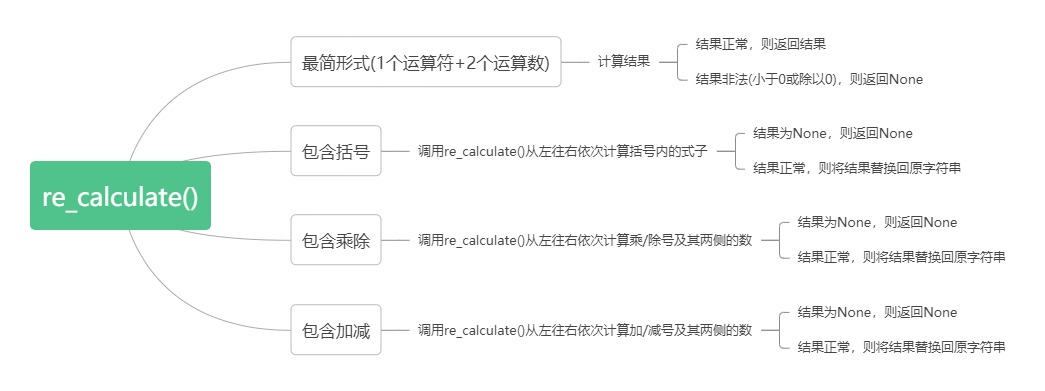 re_calculate()
最简形式(1个运算符+2个运算数)
计算结果
结果正常，则返回结果
结果非法(小于0或除以0)，则返回None
包含括号
调用re_calculate()从左往右依次计算括号内的式子
结果为None，则返回None
结果正常，则将结果替换回原字符串
包含乘除
调用re_calculate()从左往右依次计算乘/除号及其两侧的数
结果为None，则返回None
结果正常，则将结果替换回原字符串
包含加减
调用re_calculate()从左往右依次计算加/减号及其两侧的数
结果为None，则返回None
结果正常，则将结果替换回原字符串